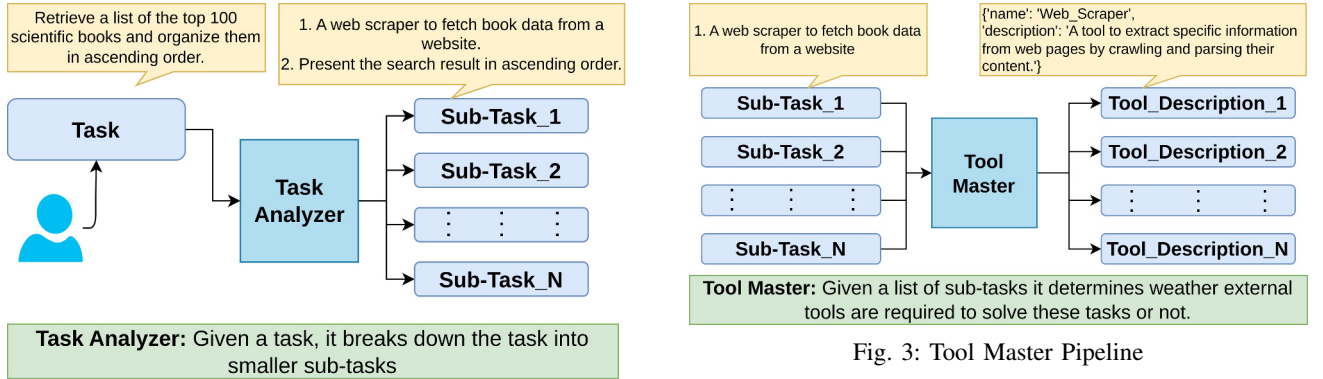 Retrieve a list of the top 100
scientific books and organize them
in ascending order.
1. A web scraper to fetch book data from a
website.
2. Present the search result in ascending order.
Task
Task
Analyzer
Sub-Task_1
Sub-Task_2
Sub-Task_N
Task Analyzer: Given a task, it breaks down the task into
smaller sub-tasks
1. A web scraper to fetch book data
from a website
{'name': 'Web_Scraper',
'description': 'A tool to extract specific information
from web pages by crawling and parsing their
content.'}
Sub-Task_1
Sub-Task_2
Sub-Task_N
Tool
Master
Tool_Description_1
Tool_Description_2
Tool_Description_N
Tool Master: Given a list of sub-tasks it determines weather external
tools are required to solve these tasks or not.
Fig. 3: Tool Master Pipeline